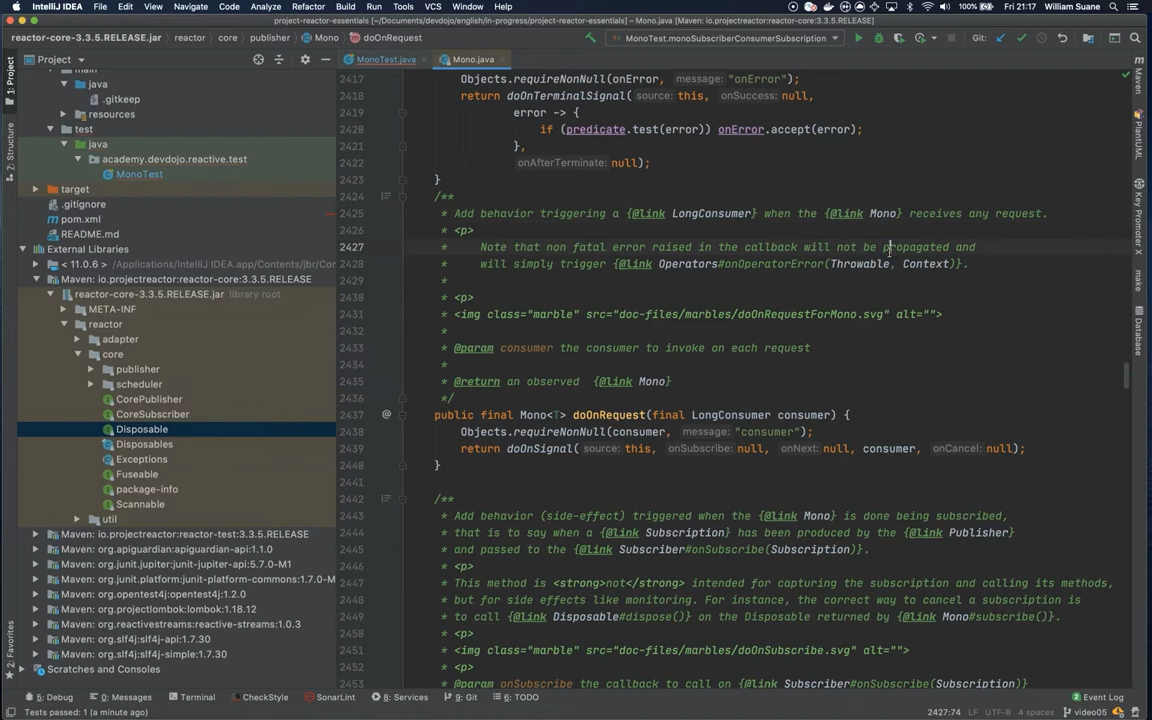 IntelliJ IDEA File Edit View Navigate Code Analyze Refactor Build Run Tools VCS Window Help 100% Fri 21:17 William Suane
project-reactor-essentials [~/Documents/devdojo/english/in-progress/project-reactor-essentials] - Mono.java [Maven: io.projectreactor:reactor-core:3.3.5.RELEASE]
reactor-core-3.3.5.RELEASE.jar reactor core publisher Mono doOnRequest MonoTest.monoSubscriberConsumerSubscription Git:
Project MonoTest.java Mono.java
main
java
.gitkeep
resources
test
java
academy.devdojo.reactive.test
MonoTest
target
.gitignore
pom.xml
README.md
External Libraries
< 11.0.6 > /Applications/IntelliJ IDEA.app/Contents/jbr/Cor
Maven: io.projectreactor:reactor-core:3.3.5.RELEASE
reactor-core-3.3.5.RELEASE.jar library root
META-INF
reactor
adapter
core
publisher
scheduler
CorePublisher
CoreSubscriber
Disposable
Disposables
Exceptions
Fuseable
package-info
Scannable
util
Maven: io.projectreactor:reactor-test:3.3.5.RELEASE
Maven: org.apiguardian:apiguardian-api:1.1.0
Maven: org.junit.jupiter:junit-jupiter-api:5.7.0-M1
Maven: org.junit.platform:junit-platform-commons:1.7.0-M
Maven: org.opentest4j:opentest4j:1.2.0
Maven: org.projectlombok:lombok:1.18.12
Maven: org.reactivestreams:reactive-streams:1.0.3
Maven: org.slf4j:slf4j-api:1.7.30
Maven: org.slf4j:slf4j-simple:1.7.30
Scratches and Consoles
2417 Objects.requireNonNull(onError, message: "onError");
2418 return doOnTerminalSignal( source: this, onSuccess: null,
2419 error -> {
2420 if (predicate.test(error)) onError.accept(error);
2421 },
2422 onAfterTerminate: null);
2423 }
2424 /**
2425 * Add behavior triggering a {@link LongConsumer} when the {@link Mono} receives any request.
2426 * <p>
2427 *     Note that non fatal error raised in the callback will not be propagated and
2428 *     will simply trigger {@link Operators#onOperatorError(Throwable, Context)}.
2429 *
2430 * <p>
2431 * <img class="marble" src="doc-files/marbles/doOnRequestForMono.svg" alt="">
2432 *
2433 * @param consumer the consumer to invoke on each request
2434 *
2435 * @return an observed  {@link Mono}
2436 */
2437 public final Mono<T> doOnRequest(final LongConsumer consumer) {
2438 Objects.requireNonNull(consumer, message: "consumer");
2439 return doOnSignal( source: this, onSubscribe: null, onNext: null, consumer, onCancel: null);
2440 }
2441
2442 /**
2443 * Add behavior (side-effect) triggered when the {@link Mono} is done being subscribed,
2444 * that is to say when a {@link Subscription} has been produced by the {@link Publisher}
2445 * and passed to the {@link Subscriber#onSubscribe(Subscription)}.
2446 * <p>
2447 * This method is <strong>not</strong> intended for capturing the subscription and calling its methods,
2448 * but for side effects like monitoring. For instance, the correct way to cancel a subscription is
2449 * to call {@link Disposable#dispose()} on the Disposable returned by {@link Mono#subscribe()}.
2450 * <p>
2451 * <img class="marble" src="doc-files/marbles/doOnSubscribe.svg" alt="">
2452 * <p>
2453 * @param onSubscribe the callback to call on {@link Subscriber#onSubscribe(Subscription)}
1: Project
7: Structure
2: Favorites
Maven
PlantUML
Key Promoter X
make
Database
5: Debug 0: Messages Terminal CheckStyle SonarLint 8: Services 9: Git 6: TODO 2 Event Log
Tests passed: 1 (a minute ago) 2427:74 LF UTF-8 4 spaces video05